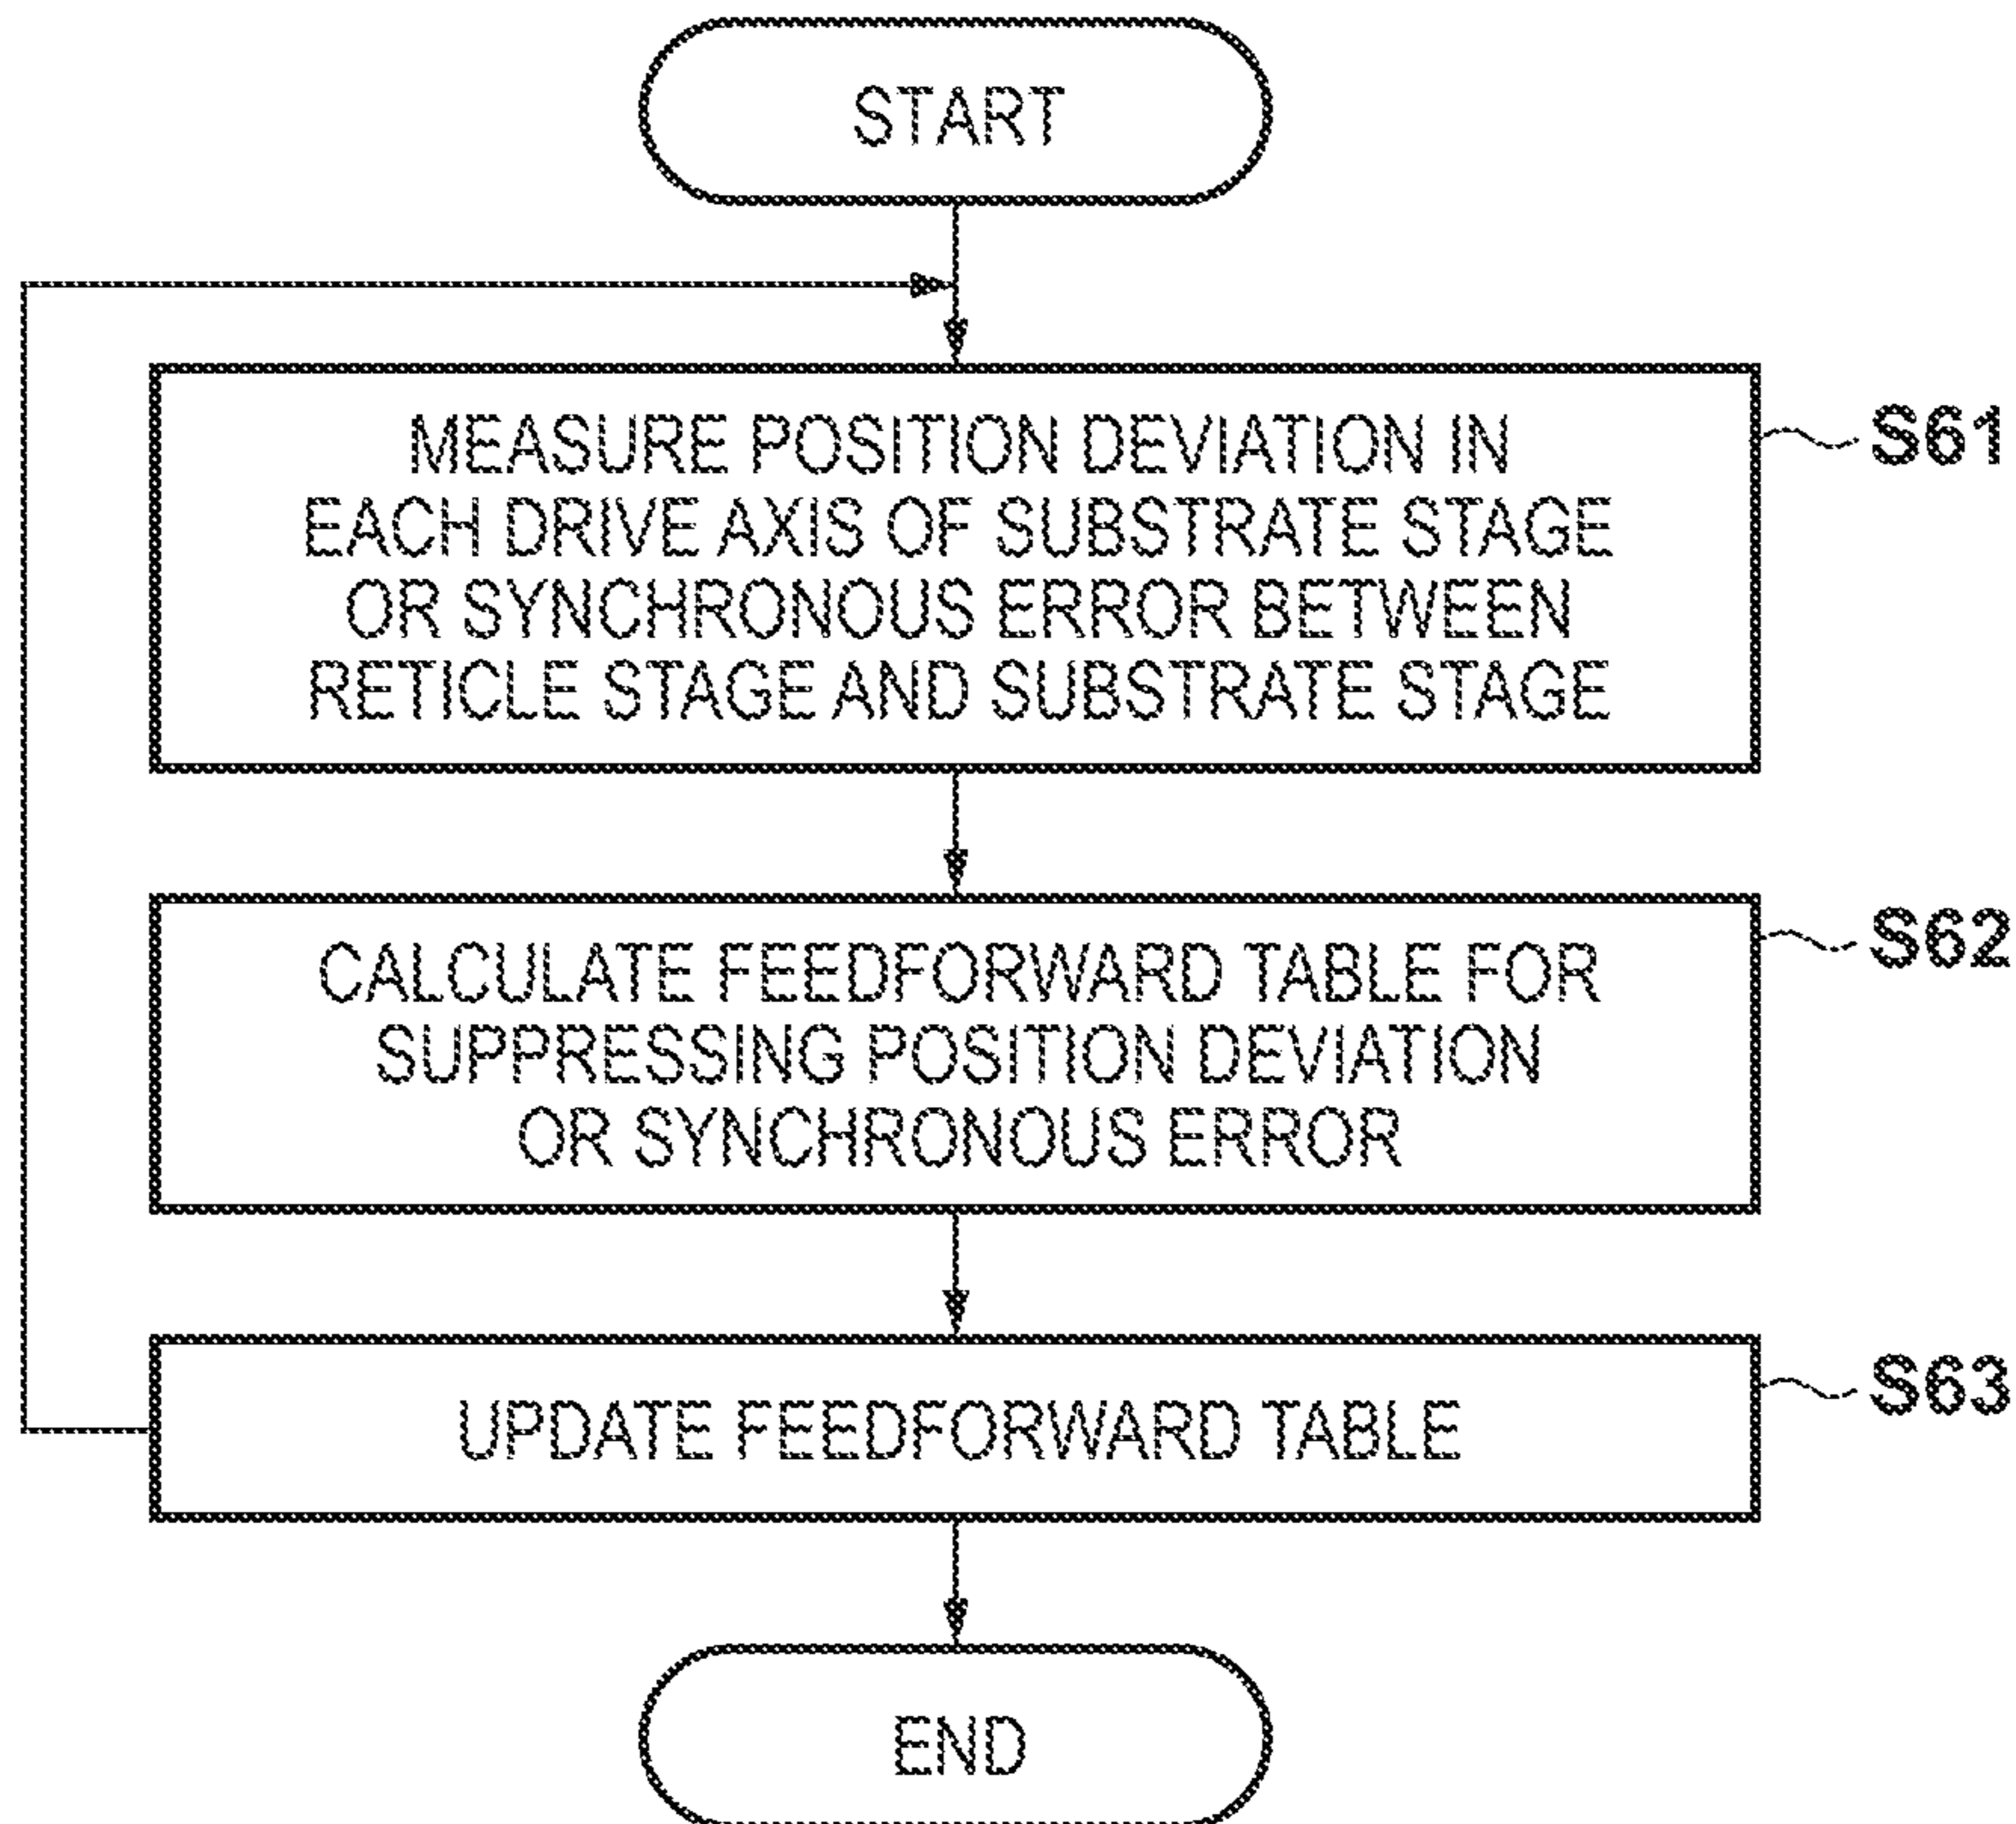 START
MEASURE POSITION DEVIATION IN
EACH DRIVE AXIS OF SUBSTRATE STAGE
OR SYNCHRONOUS ERROR BETWEEN
RETICLE STAGE AND SUBSTRATE STAGE
S61
CALCULATE FEEDFORWARD TABLE FOR
SUPPRESSING POSITION DEVIATION
OR SYNCHRONOUS ERROR
S62
UPDATE FEEDFORWARD TABLE
S63
END